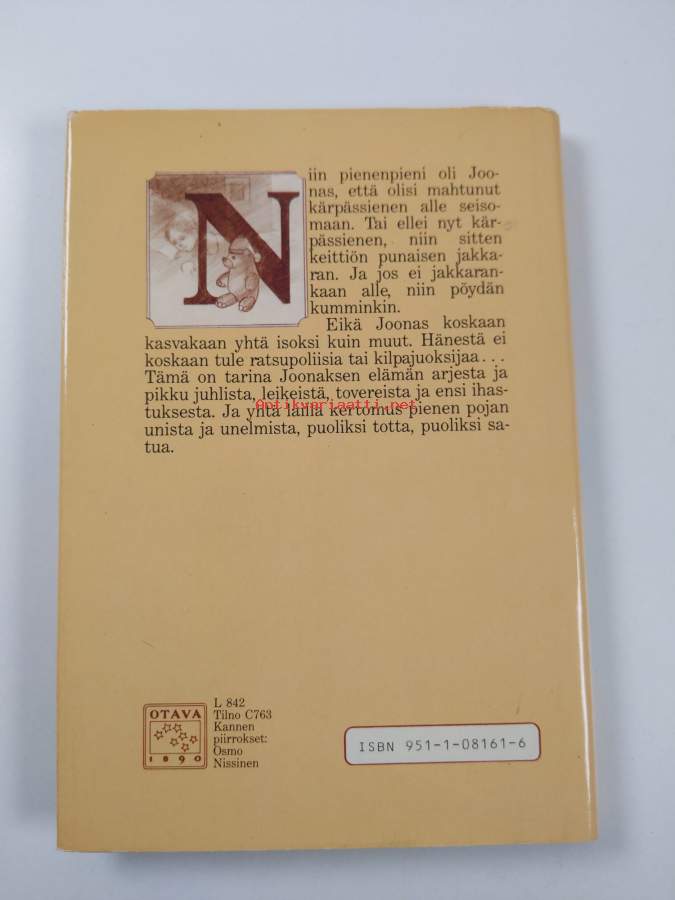 Niin pienenpieni oli Joo-
nas, että olisi mahtunut
kärpässienen alle seiso-
maan. Tai ellei nyt kär-
pässienen, niin sitten
keittiön punaisen jakka-
ran. Ja jos ei jakkaran-
kaan alle, niin pöydän
kumminkin.
Eikä Joonas koskaan
kasvakaan yhtä isoksi kuin muut. Hänestä ei
koskaan tule ratsupoliisia tai kilpajuoksijaa...
Tämä on tarina Joonaksen elämän arjesta ja
pikku juhlista, leikeistä, tovereista ja ensi ihas-
Antikvariaatti.net
tuksesta. Ja yhtä lailla kertomus pienen pojan
unista ja unelmista, puoliksi totta, puoliksi sa-
tua.
OTAVA
1890
L 842
Tilno C763
Kannen
piirrokset:
Osmo
Nissinen
ISBN 951-1-08161-6